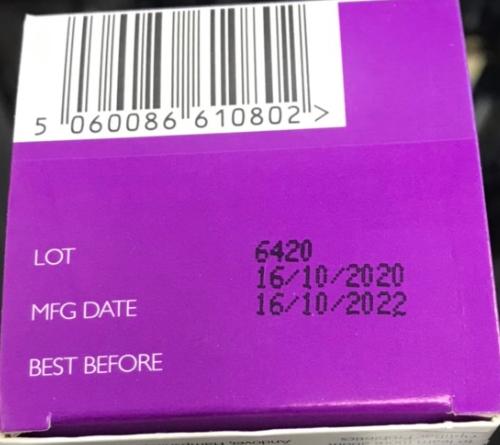 5 060086 610802 >
LOT
6420
16/10/2020
MFG DATE
16/10/2022
BEST BEFORE